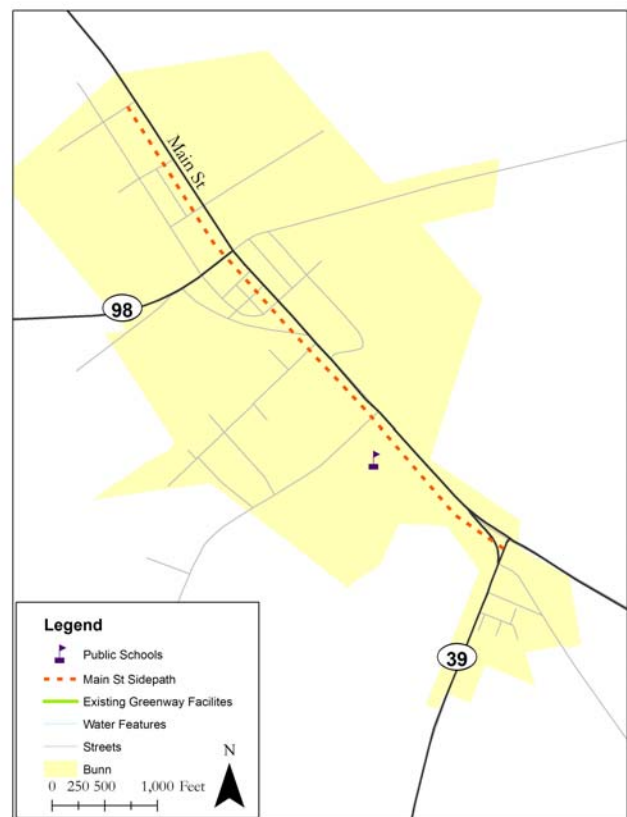 Main St
98
39
Legend
Public Schools
Main St Sidepath
Existing Greenway Facilites
Water Features
Streets
Bunn
N
0 250 500 1,000 Feet